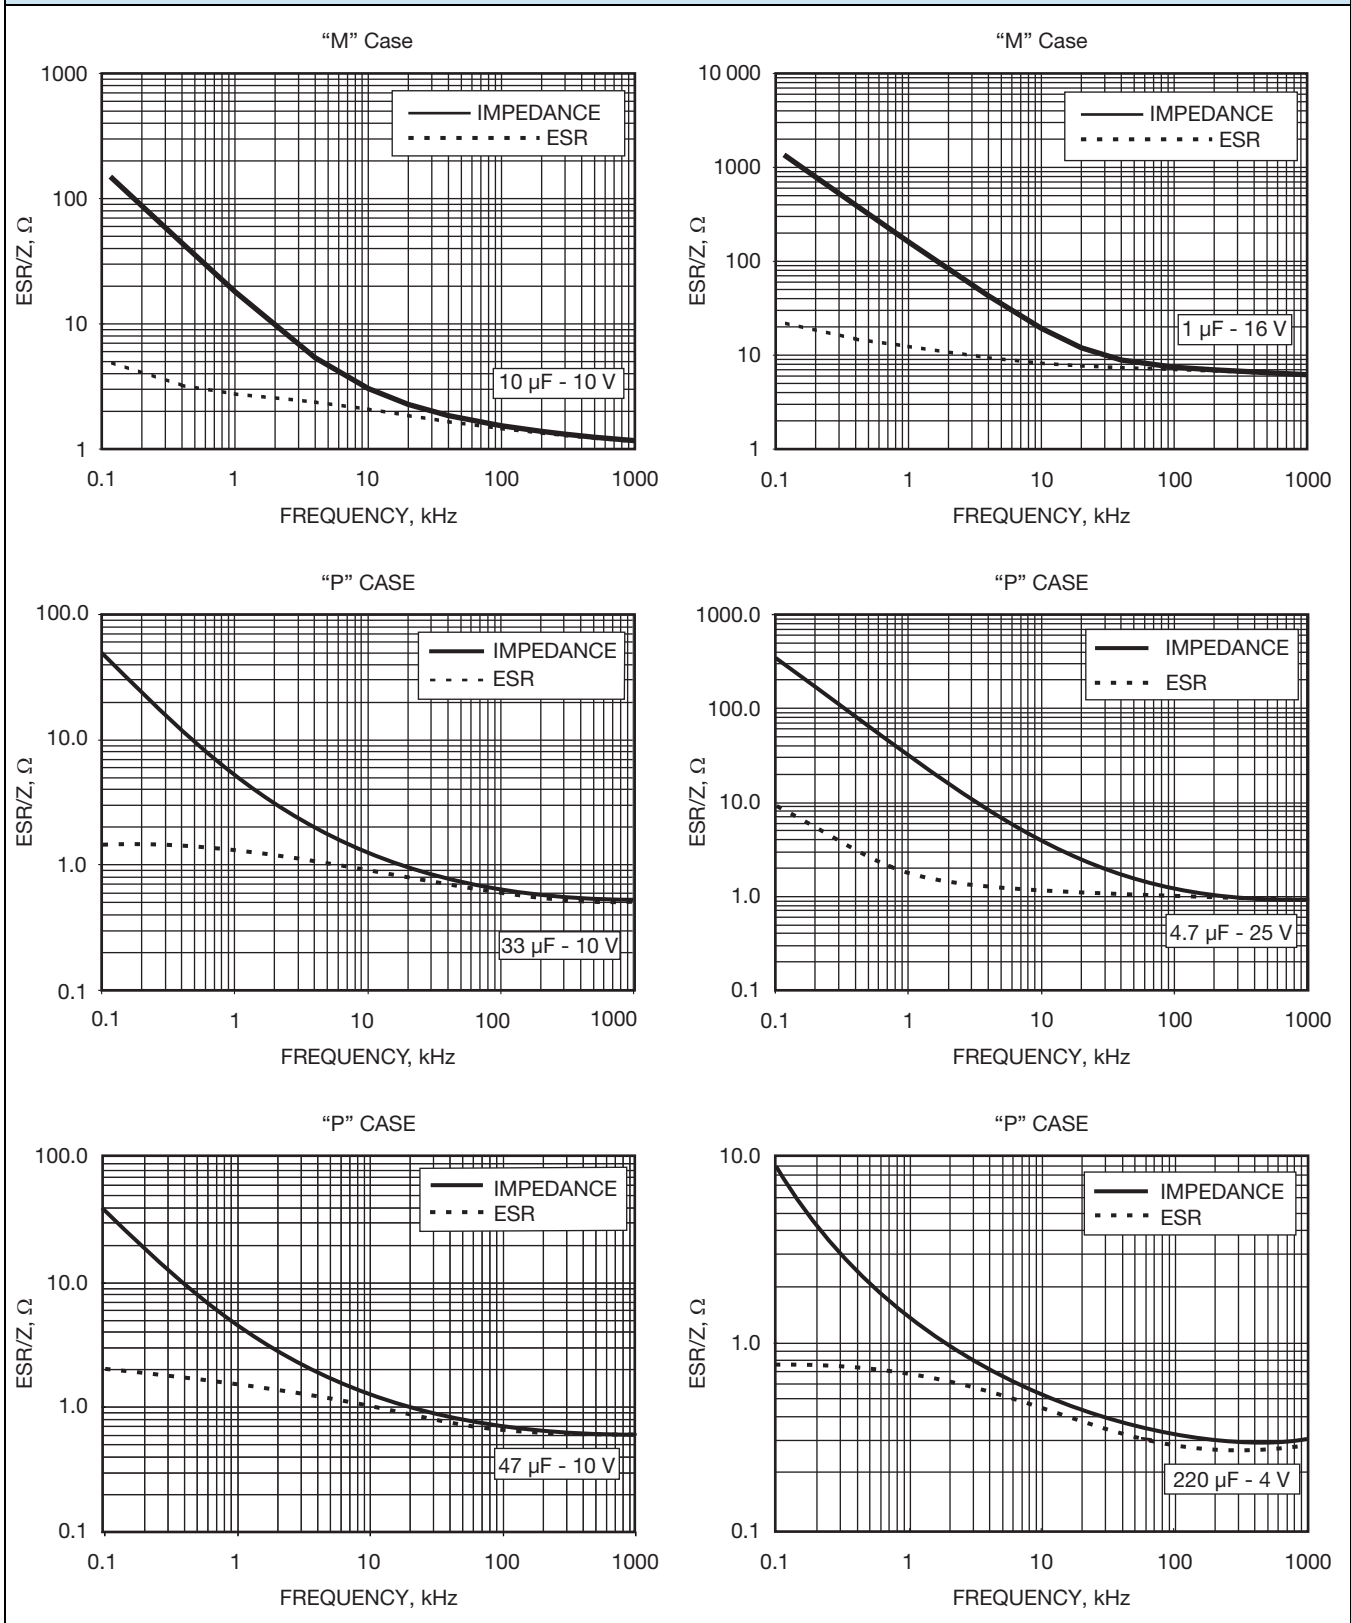 “M” Case
1000
100
10
1
ESR/Z, Ω
IMPEDANCE
ESR
10 µF - 10 V
0.1 1 10 100 1000
FREQUENCY, kHz
“M” Case
10 000
1000
100
10
1
ESR/Z, Ω
IMPEDANCE
ESR
1 µF - 16 V
0.1 1 10 100 1000
FREQUENCY, kHz
“P” CASE
100.0
10.0
1.0
0.1
ESR/Z, Ω
IMPEDANCE
ESR
33 µF - 10 V
0.1 1 10 100 1000
FREQUENCY, kHz
“P” CASE
1000.0
100.0
10.0
1.0
0.1
ESR/Z, Ω
IMPEDANCE
ESR
4.7 µF - 25 V
0.1 1 10 100 1000
FREQUENCY, kHz
“P” CASE
100.0
10.0
1.0
0.1
ESR/Z, Ω
IMPEDANCE
ESR
47 µF - 10 V
0.1 1 10 100 1000
FREQUENCY, kHz
“P” CASE
10.0
1.0
0.1
ESR/Z, Ω
IMPEDANCE
ESR
220 µF - 4 V
0.1 1 10 100 1000
FREQUENCY, kHz